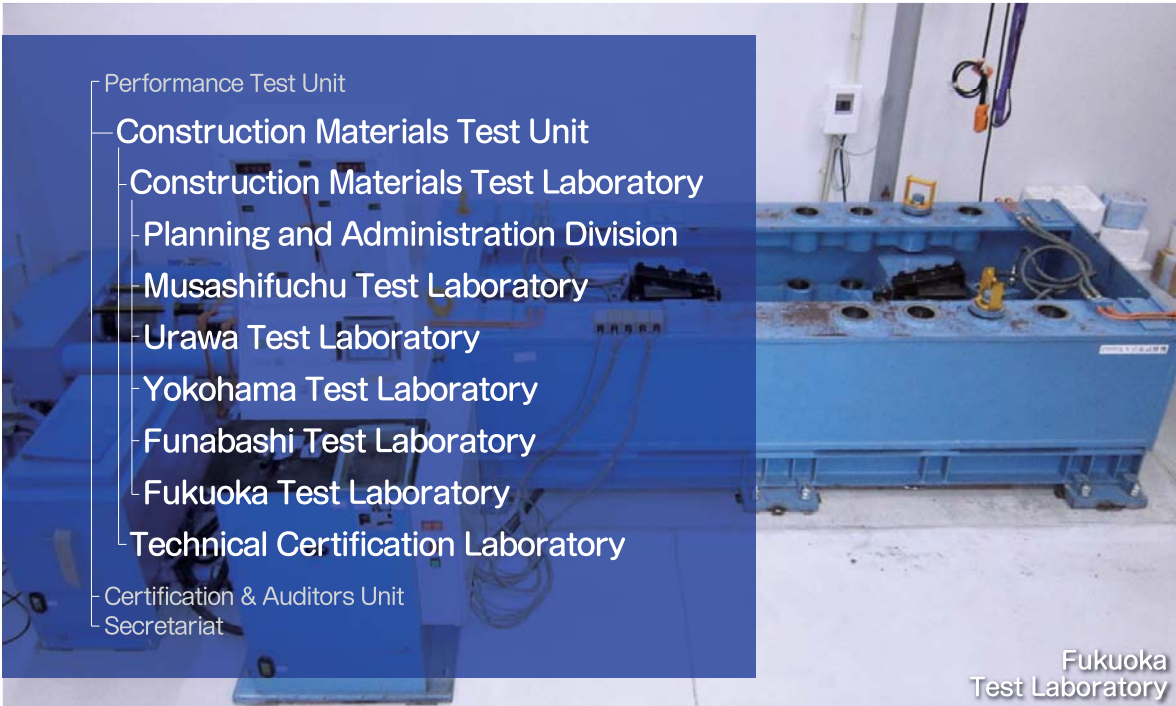 Performance Test Unit
Construction Materials Test Unit
Construction Materials Test Laboratory
Planning and Administration Division
Musashifuchu Test Laboratory
Urawa Test Laboratory
Yokohama Test Laboratory
Funabashi Test Laboratory
Fukuoka Test Laboratory
Technical Certification Laboratory
Certification & Auditors Unit
Secretariat
Fukuoka
Test Laboratory